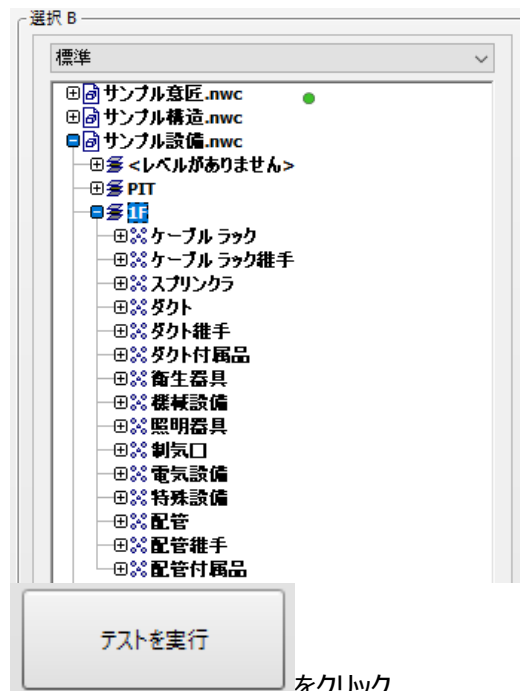 選択 B
標準
サンプル意匠.nwc
サンプル構造.nwc
サンプル設備.nwc
<レベルがありません>
PIT
1F
ケーブル ラック
ケーブル ラック継手
スプリンクラ
ダクト
ダクト継手
ダクト付属品
衛生器具
機械設備
照明器具
制気口
電気設備
特殊設備
配管
配管継手
配管付属品
テストを実行
をクリック